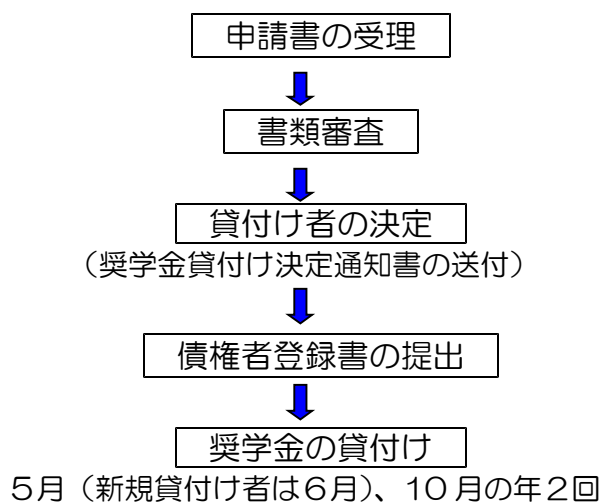 申請書の受理
書類審査
貸付け者の決定
（奨学金貸付け決定通知書の送付）
債権者登録書の提出
奨学金の貸付け
５月（新規貸付け者は６月）、１０月の年２回